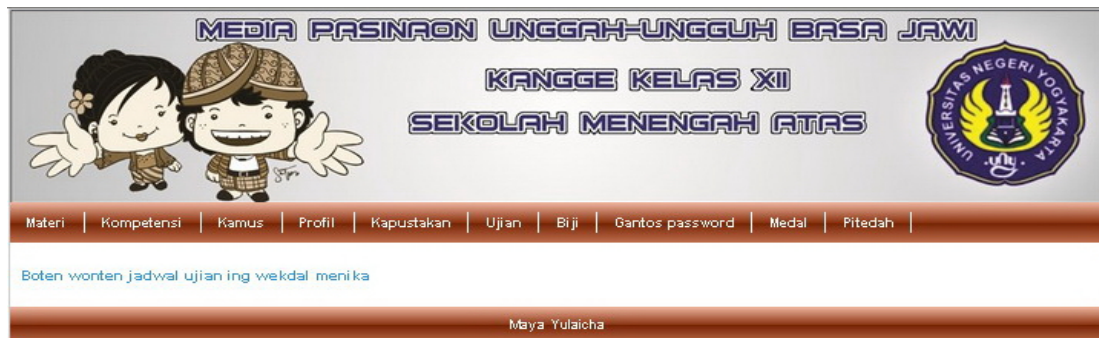 MEDIA PASINAON UNGGAH-UNGGUH BASA JAWI
KANGGE KELAS XII
SEKOLAH MENENGAH ATAS
UNIVERSITAS NEGERI YOGYAKARTA
UNY
Materi | Kompetensi | Kamus | Profil | Kapustakan | Ujian | Biji | Gantos password | Medal | Pitedah |
Boten wonten jadwal ujian ing wekdal menika
Maya Yulaicha